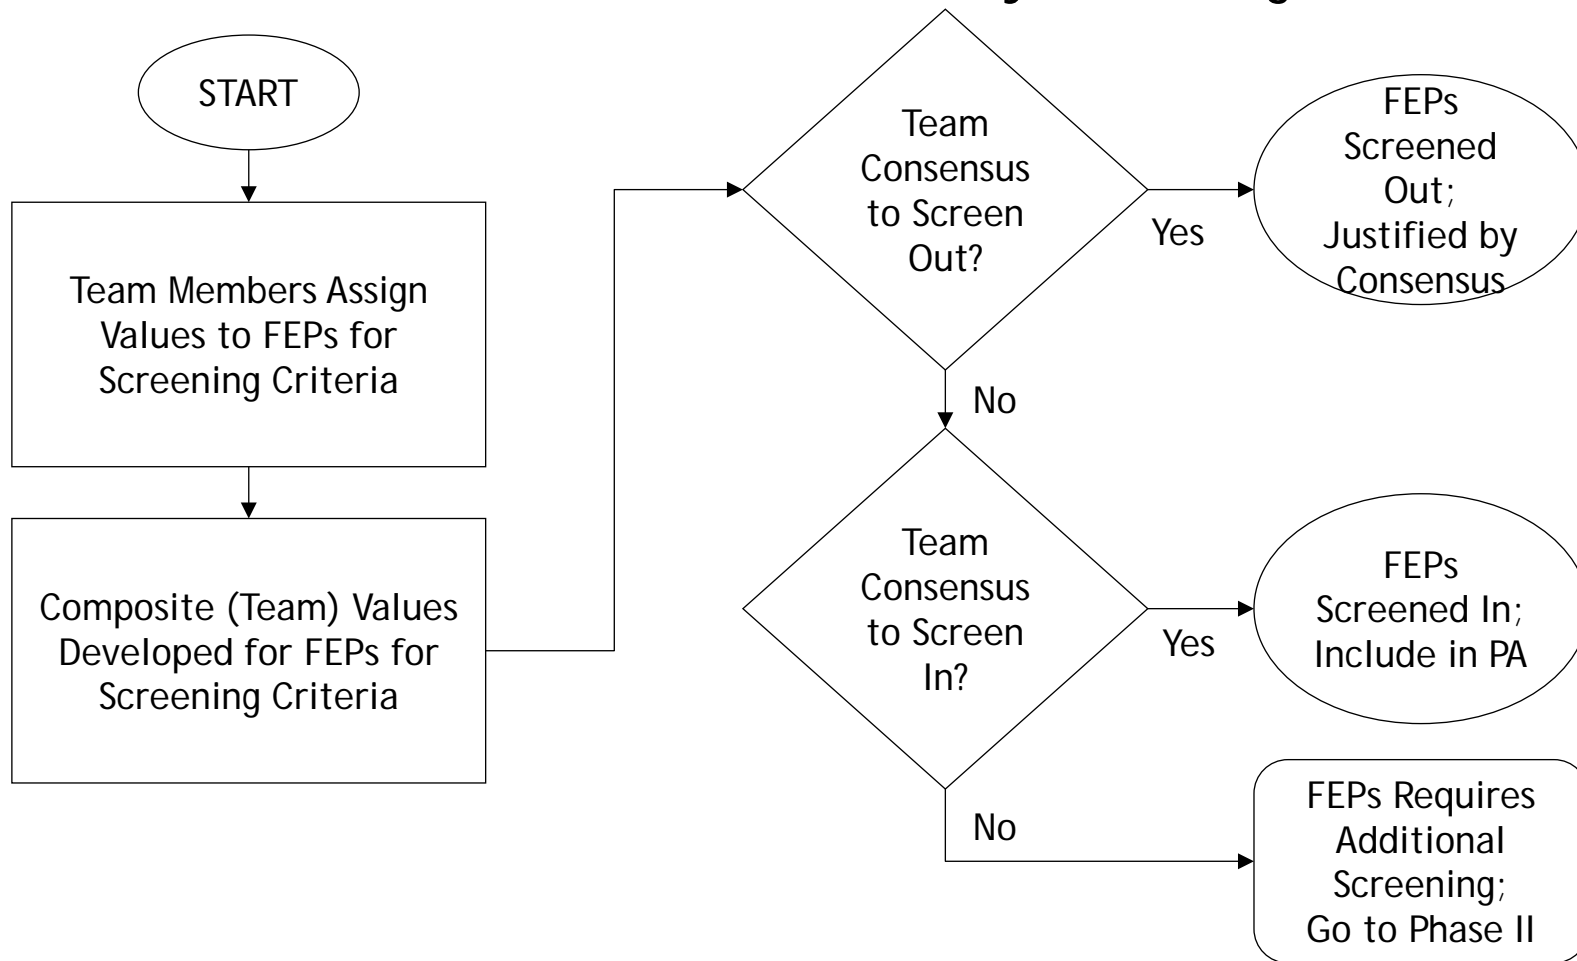 START
Team Members Assign
Values to FEPs for
Screening Criteria
Composite (Team) Values
Developed for FEPs for
Screening Criteria
Team
Consensus
to Screen
Out?
Yes
FEPs
Screened
Out;
Justified by
Consensus
No
Team
Consensus
to Screen
In?
Yes
FEPs
Screened In;
Include in PA
No
FEPs Requires
Additional
Screening;
Go to Phase II